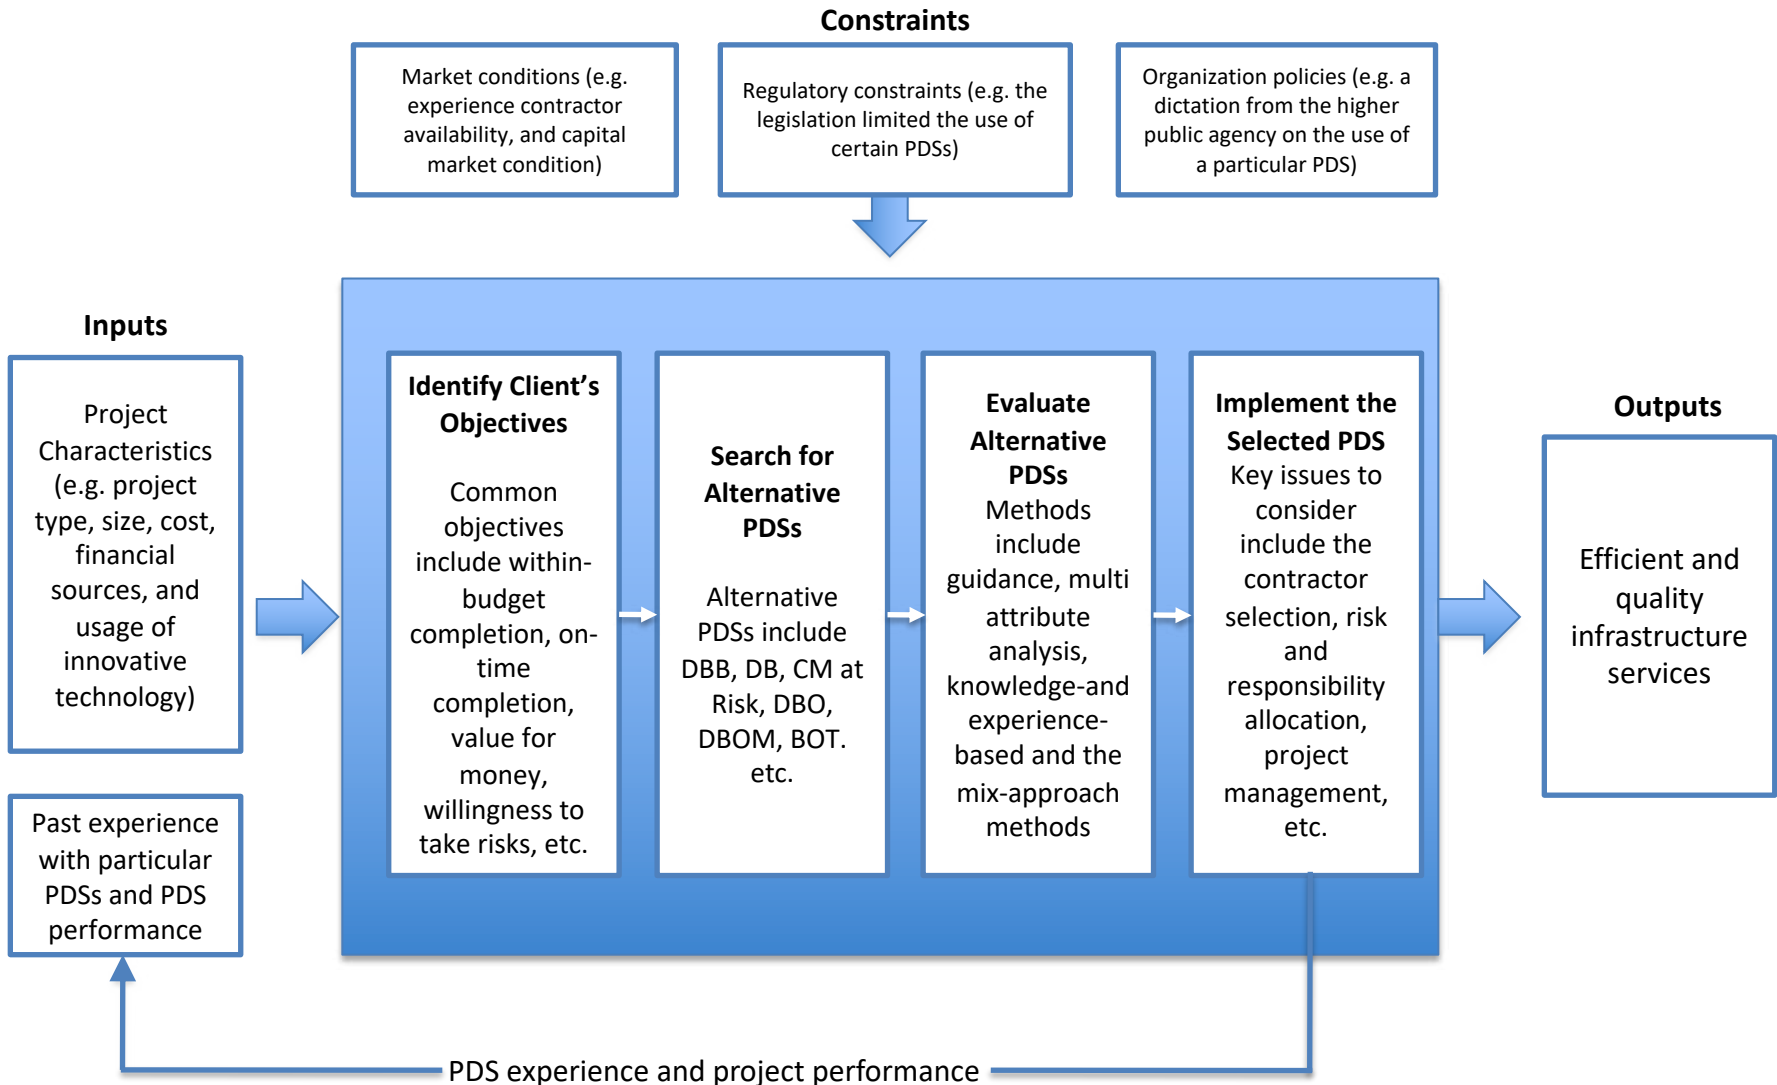 Constraints
Market conditions (e.g.
experience contractor
availability, and capital
market condition)
Regulatory constraints (e.g. the
legislation limited the use of
certain PDSs)
Organization policies (e.g. a
dictation from the higher
public agency on the use of
a particular PDS)
Inputs
Project
Characteristics
(e.g. project
type, size, cost,
financial
sources, and
usage of
innovative
technology)
Past experience
with particular
PDSs and PDS
performance
Identify Client’s
Objectives
Common
objectives
include within-
budget
completion, on-
time
completion,
value for
money,
willingness to
take risks, etc.
Search for
Alternative
PDSs
Alternative
PDSs include
DBB, DB, CM at
Risk, DBO,
DBOM, BOT.
etc.
Evaluate
Alternative
PDSs
Methods
include
guidance, multi
attribute
analysis,
knowledge-and
experience-
based and the
mix-approach
methods
Implement the
Selected PDS
Key issues to
consider
include the
contractor
selection, risk
and
responsibility
allocation,
project
management,
etc.
Outputs
Efficient and
quality
infrastructure
services
PDS experience and project performance